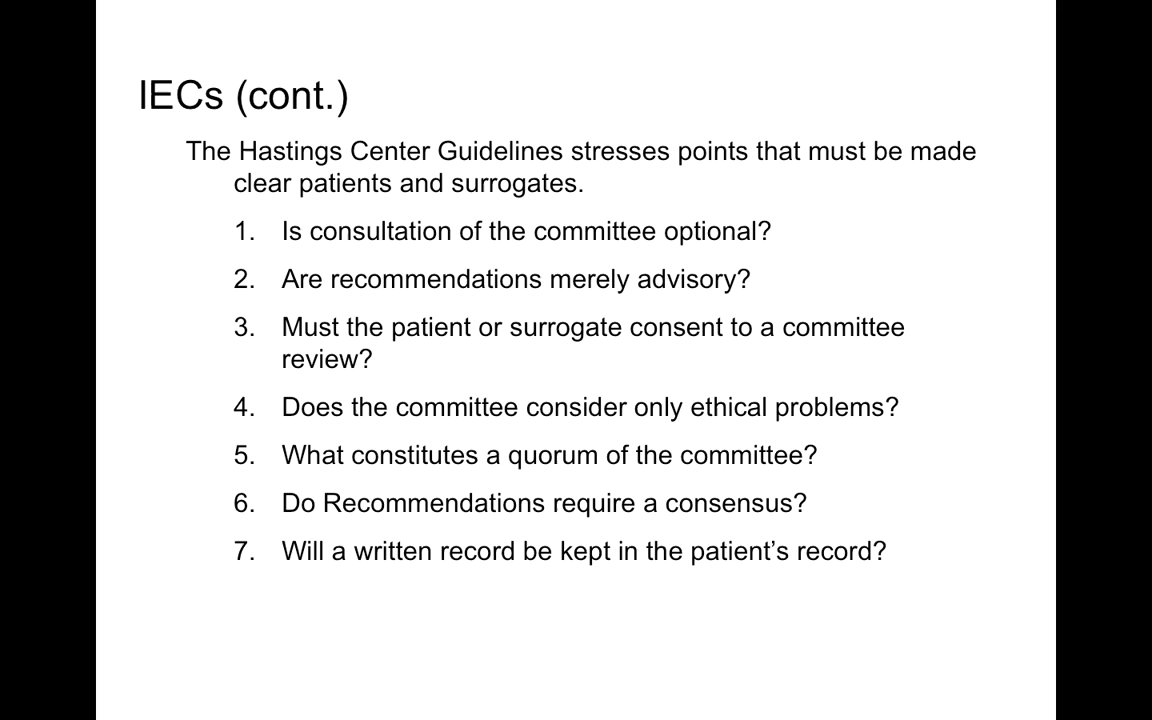 IECs (cont.)
The Hastings Center Guidelines stresses points that must be made
clear patients and surrogates.
1. Is consultation of the committee optional?
2. Are recommendations merely advisory?
3. Must the patient or surrogate consent to a committee
review?
4. Does the committee consider only ethical problems?
5. What constitutes a quorum of the committee?
6. Do Recommendations require a consensus?
7. Will a written record be kept in the patient’s record?